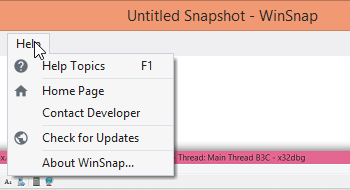 Untitled Snapshot - WinSnap
Help
Help Topics F1
Home Page
Contact Developer
Check for Updates
About WinSnap...
Thread: Main Thread B3C - x32dbg